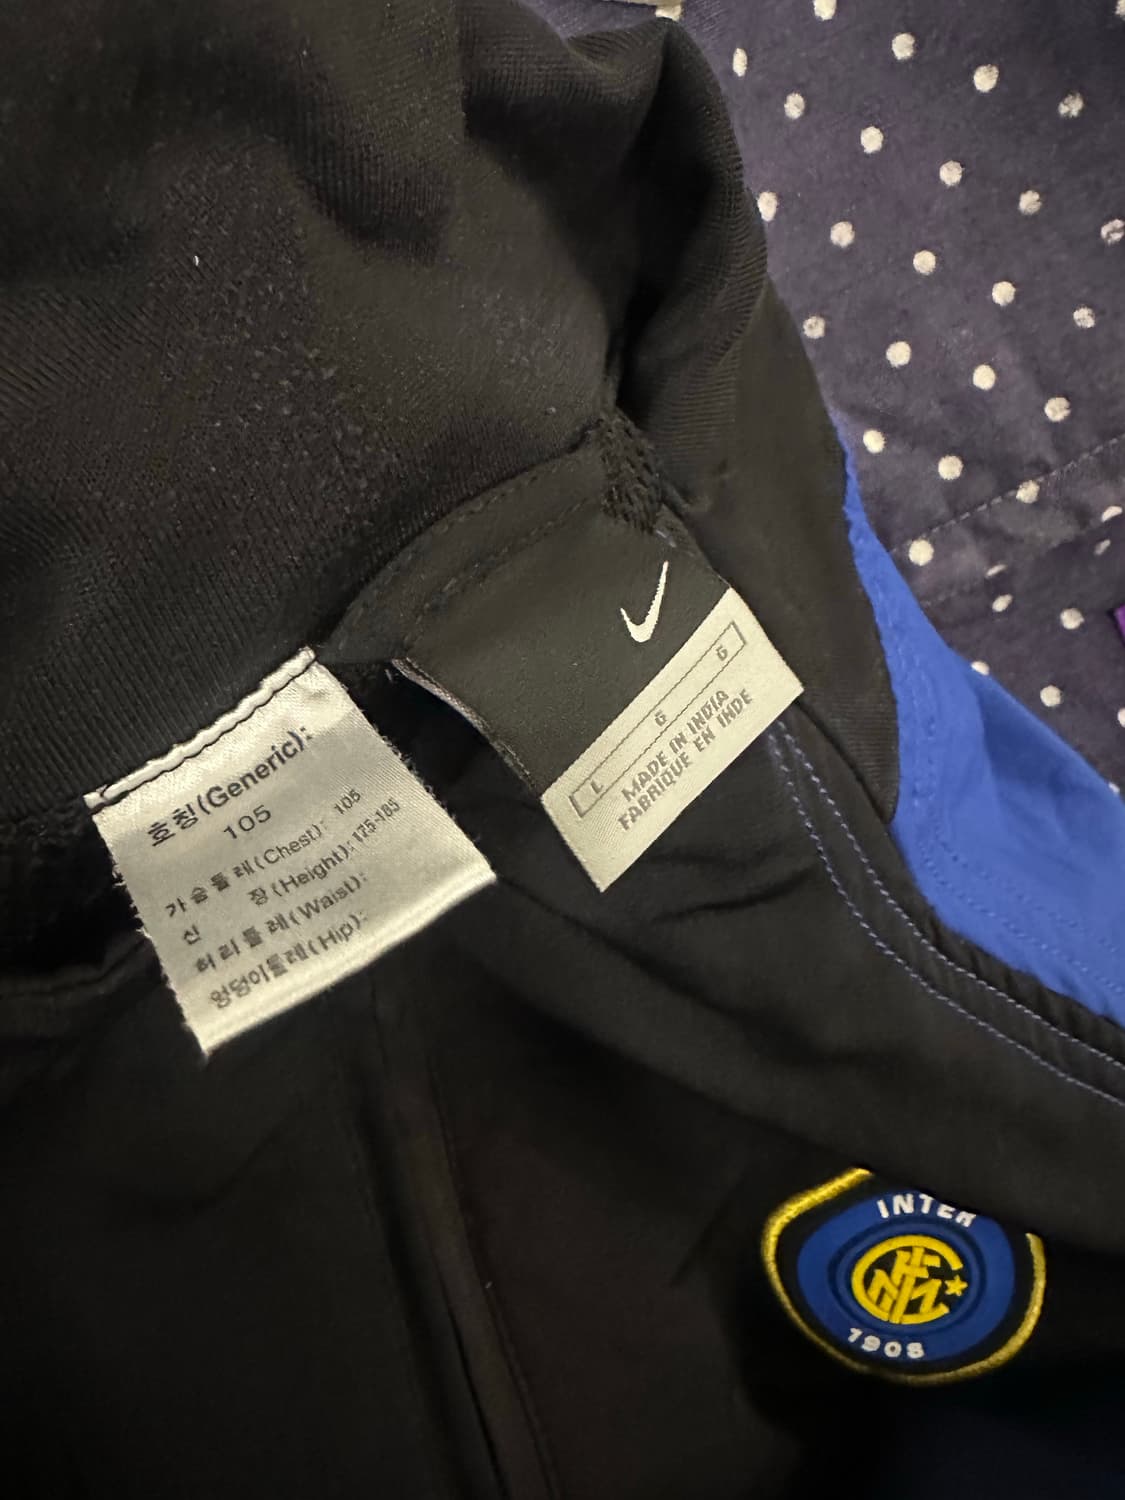 호칭(Generic):
105
가슴둘레(Chest): 105
신 장(Height): 175-185
허리둘레(Waist):
엉덩이둘레(Hip):
L G G
MADE IN INDIA
FABRIQUE EN INDE
INTER
1908